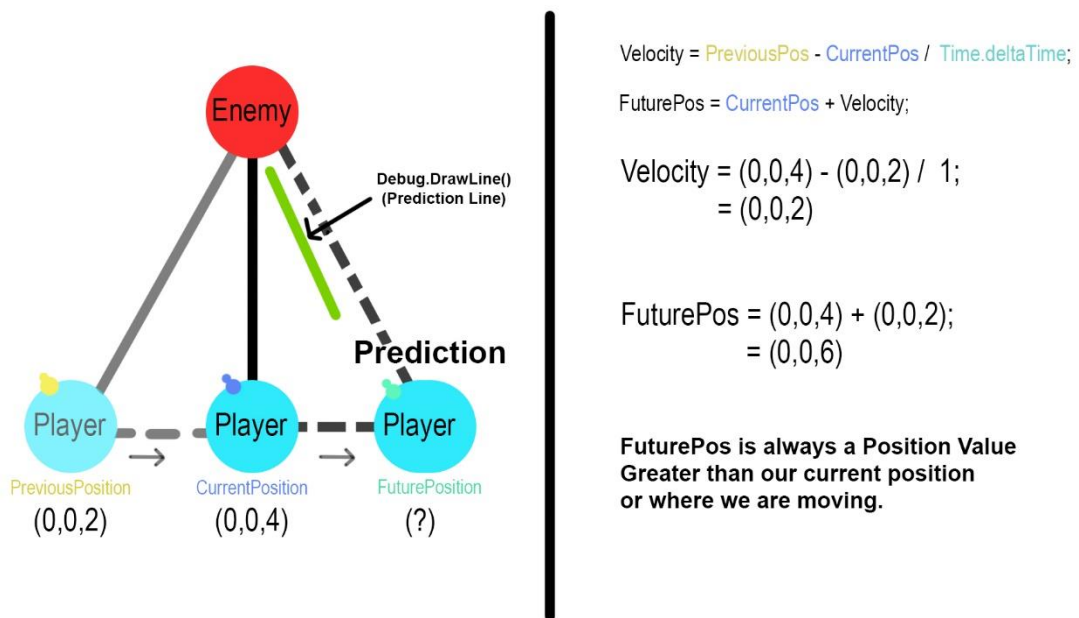 Enemy
Debug.DrawLine()
(Prediction Line)
Prediction
Player
Player
Player
PreviousPosition
CurrentPosition
FuturePosition
(0,0,2)
(0,0,4)
(?)
Velocity = PreviousPos - CurrentPos / Time.deltaTime;
FuturePos = CurrentPos + Velocity;
Velocity = (0,0,4) - (0,0,2) / 1;
= (0,0,2)
FuturePos = (0,0,4) + (0,0,2);
= (0,0,6)
FuturePos is always a Position Value
Greater than our current position
or where we are moving.